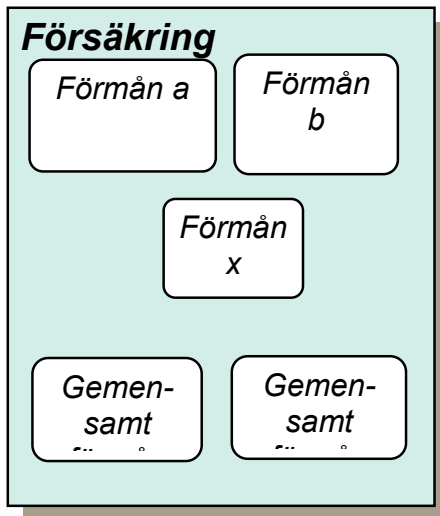 Försäkring
Förmån a
Förmån
b
Förmån
x
Gemen-
samt
Gemen-
samt